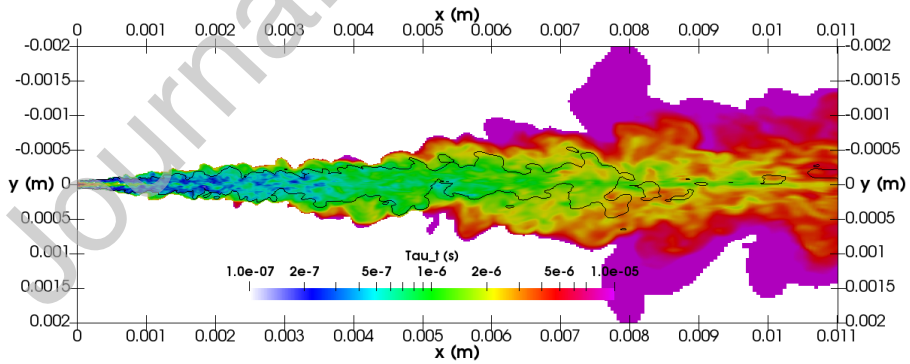 x (m)
0 0.001 0.002 0.003 0.004 0.005 0.006 0.007 0.008 0.009 0.01 0.011
-0.002 -0.002
-0.0015 -0.0015
-0.001 -0.001
-0.0005 -0.0005
y (m) 0 0 y (m)
0.0005 0.0005
0.001 0.001
0.0015 0.0015
0.002 0.002
Tau_t (s)
1.0e-07 2e-7 5e-7 1e-6 2e-6 5e-6 1.0e-05
0 0.001 0.002 0.003 0.004 0.005 0.006 0.007 0.008 0.009 0.01 0.011
x (m)
Journal